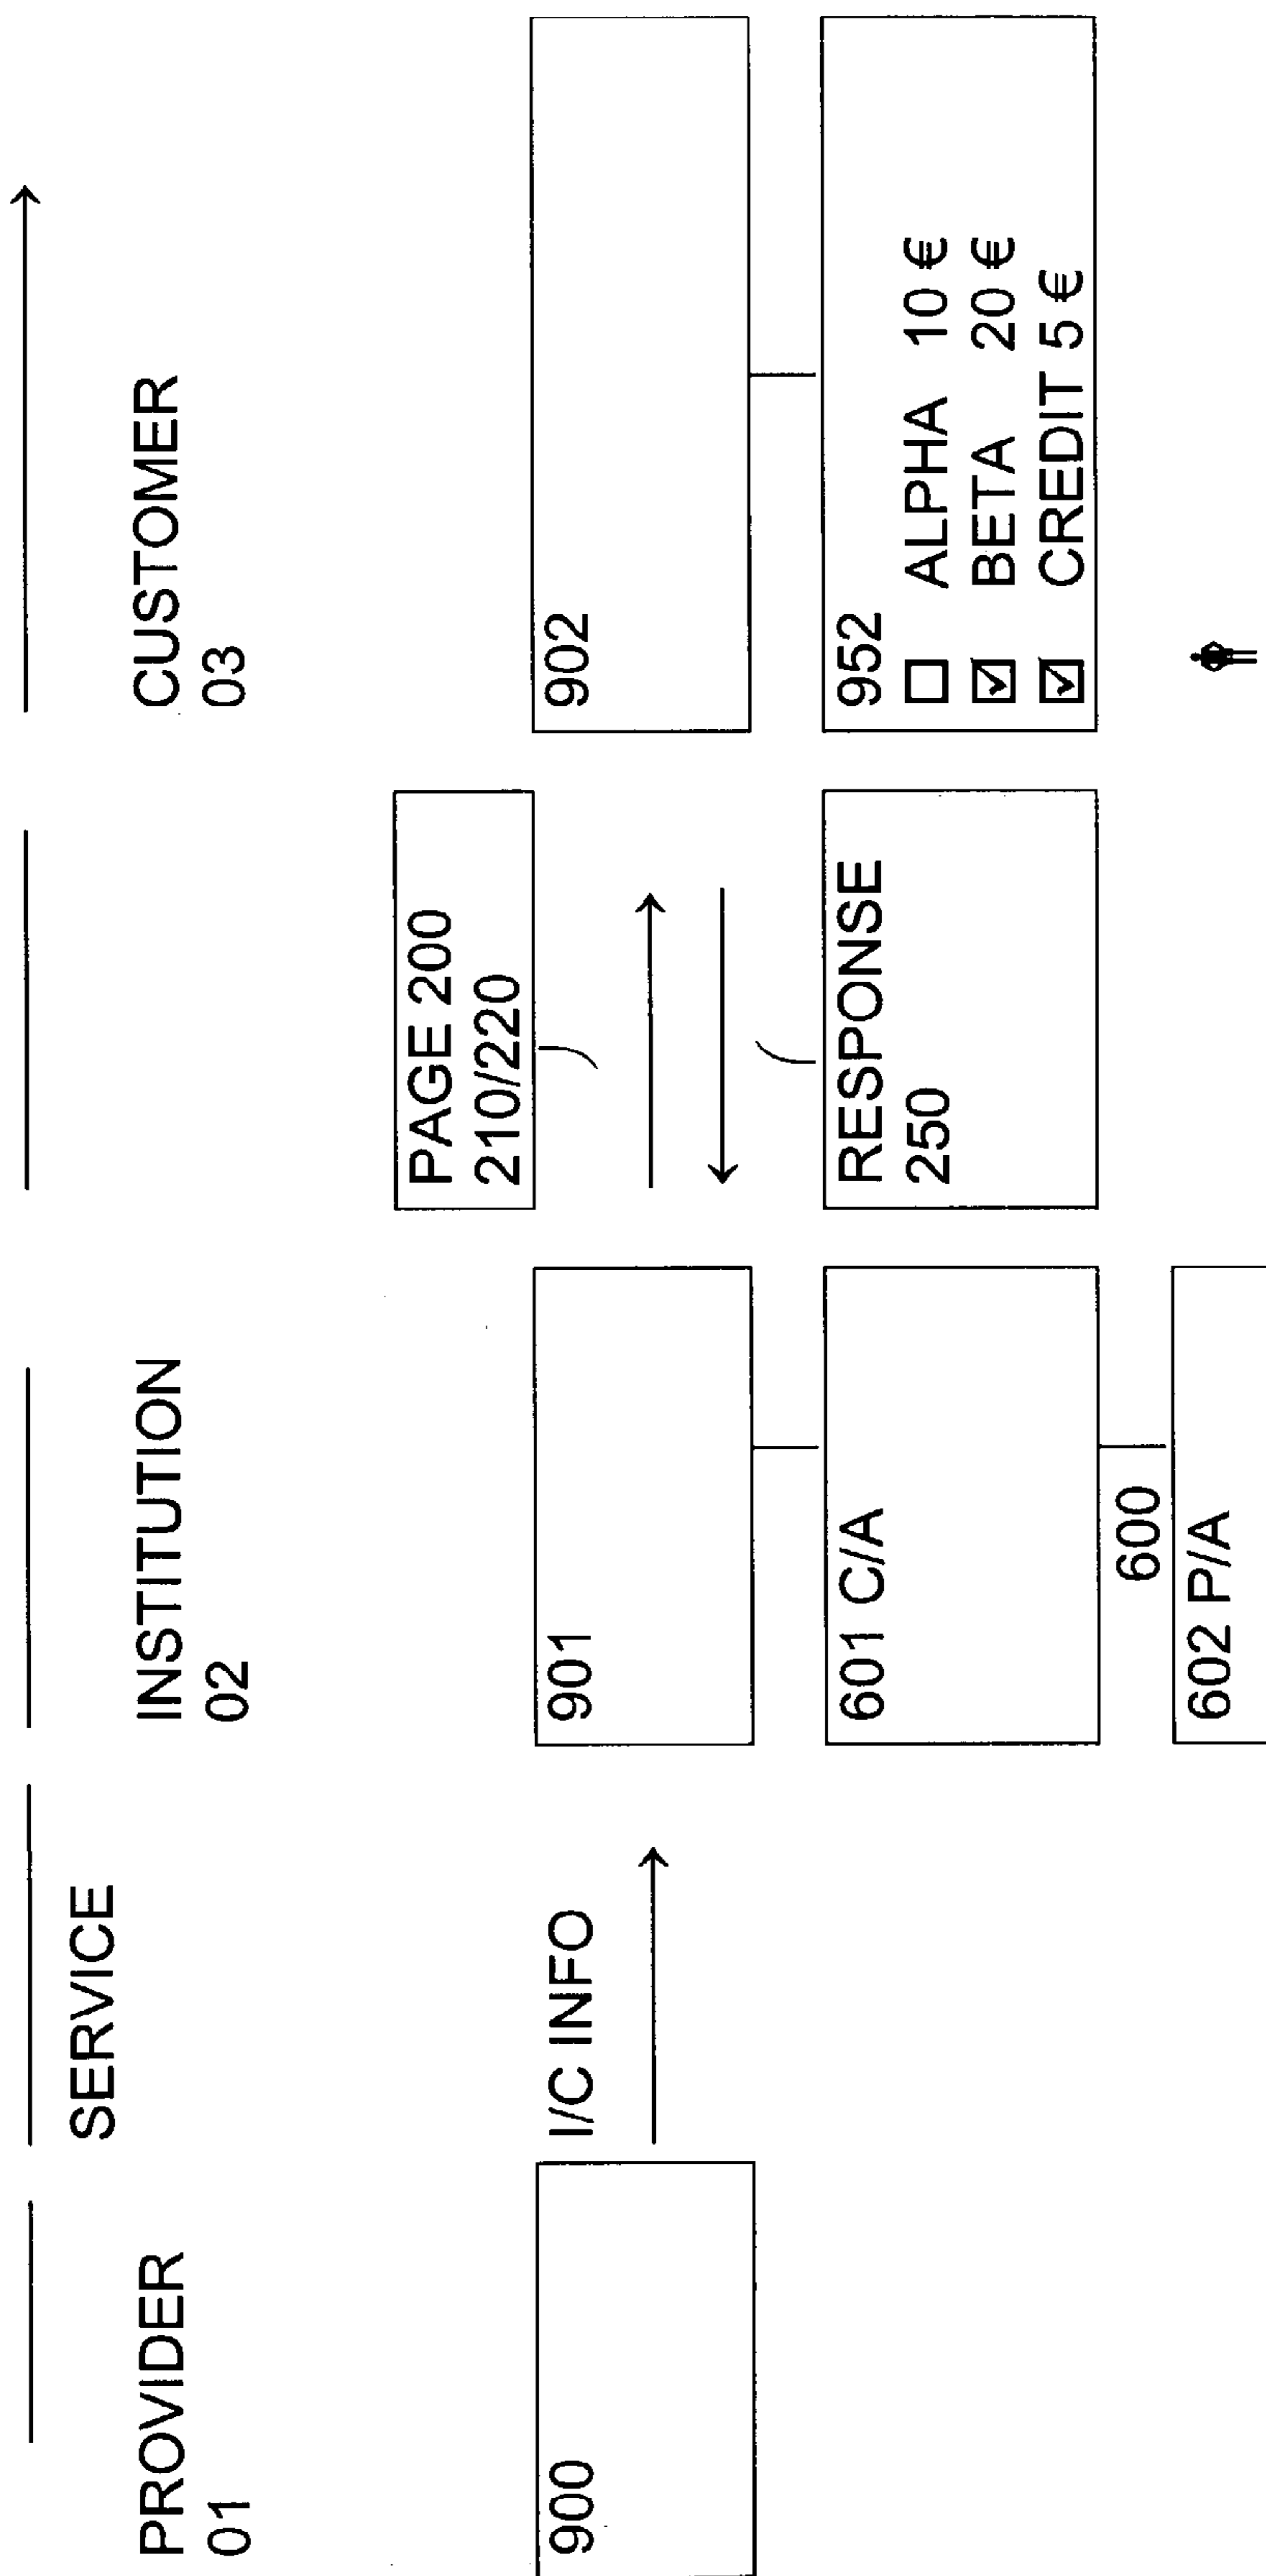 SERVICE
PROVIDER
01
INSTITUTION
02
CUSTOMER
03
PAGE 200
210/220
900
I/C INFO
901
902
601 C/A
RESPONSE
250
952
☐ ALPHA 10 €
☑ BETA 20 €
☑ CREDIT 5 €
600
602 P/A